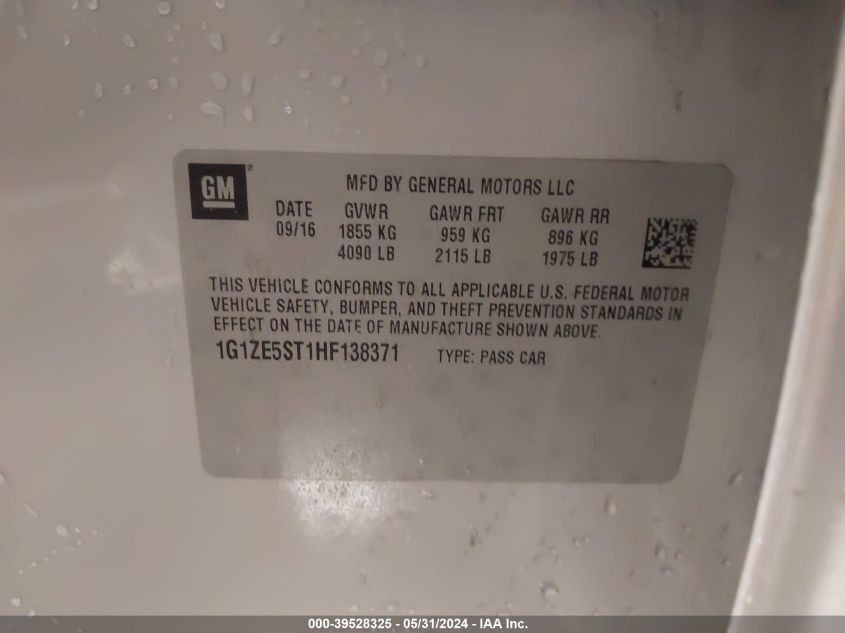 GM
MFD BY GENERAL MOTORS LLC
DATE GVWR GAWR FRT GAWR RR
09/16 1855 KG 959 KG 896 KG
4090 LB 2115 LB 1975 LB
THIS VEHICLE CONFORMS TO ALL APPLICABLE U.S. FEDERAL MOTOR
VEHICLE SAFETY, BUMPER, AND THEFT PREVENTION STANDARDS IN
EFFECT ON THE DATE OF MANUFACTURE SHOWN ABOVE.
1G1ZE5ST1HF138371 TYPE: PASS CAR
000-39528325 - 05/31/2024 - IAA Inc.